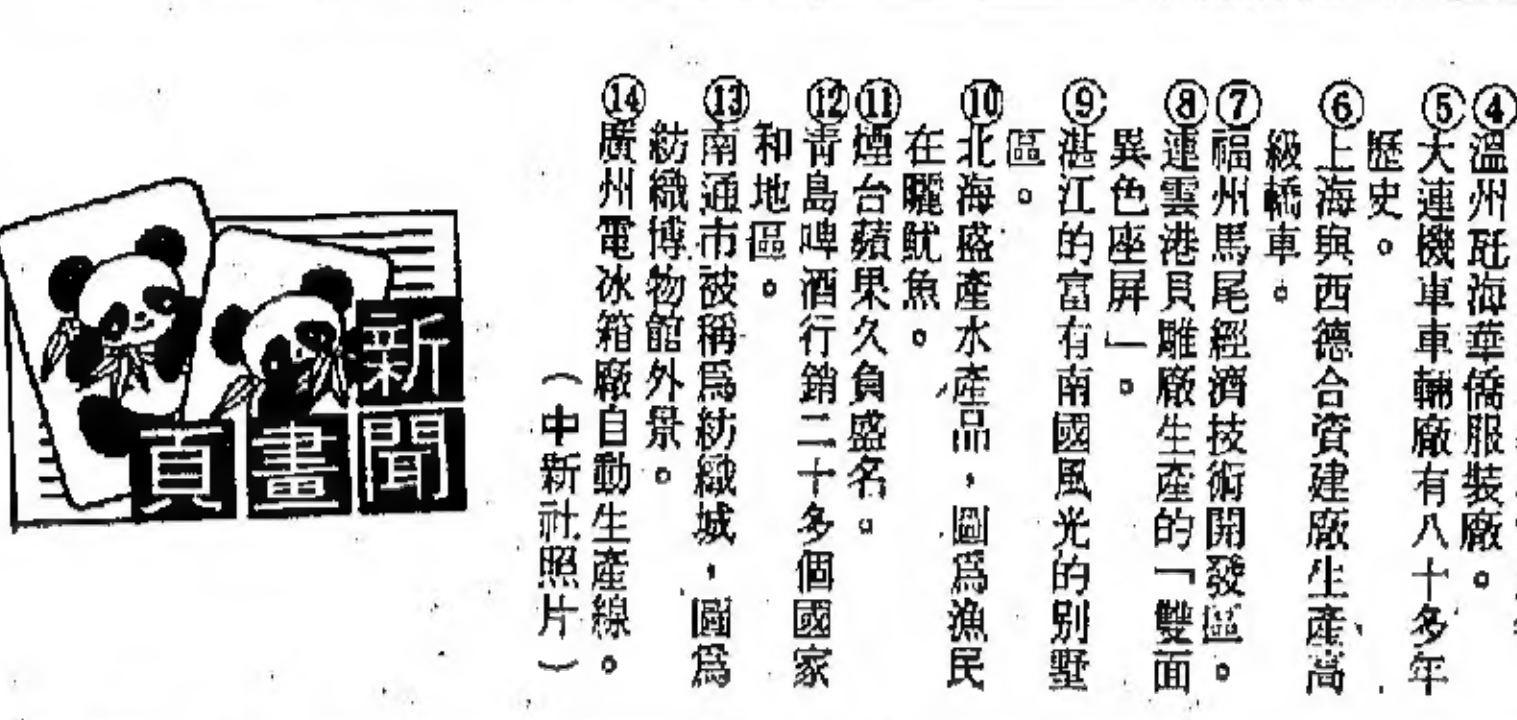 ④溫州瓯海華僑服裝廠。
⑤大連機車車輛廠有八十多年
歷史。
⑥上海與西德合資建廠生產高
級轎車。
⑦福州馬尾經濟技術開發區。
⑧連雲港貝雕廠生產的「雙面
異色座屏」。
⑨湛江的富有南國風光的別墅
區。
⑩北海盛產水產品，圖爲漁民
在曬魷魚。
⑪煙台蘋果久負盛名。
⑫青島啤酒行銷二十多個國家
和地區。
⑬南通市被稱爲紡織城，圖爲
紡織博物館外景。
⑭廣州電冰箱廠自動生產線。
（中新社照片）
新聞
畫頁